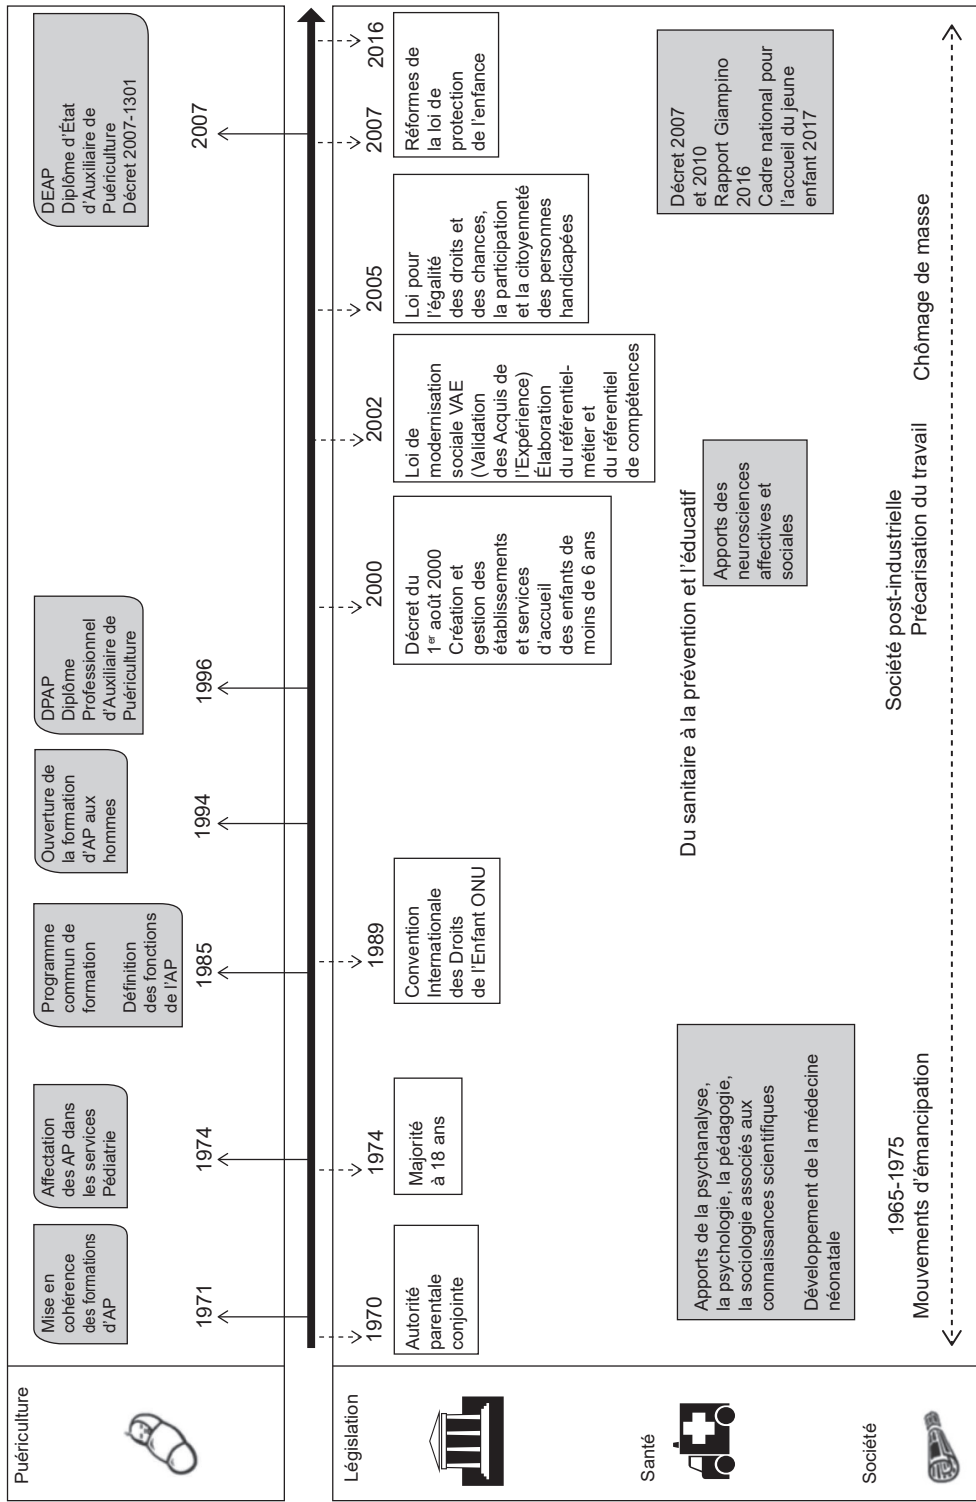 Puériculture
Mise en
cohérence
des formations
d'AP
1971
Affectation
des AP dans
les services
Pédiatrie
1974
Programme
commun de
formation
Définition
des fonctions
de l'AP
1985
Ouverture de
la formation
d'AP aux
hommes
1994
DPAP
Diplôme
Professionnel
d'Auxiliaire de
Puériculture
1996
DEAP
Diplôme d'État
d'Auxiliaire de
Puériculture
Décret 2007-1301
2007
Législation
1970
Autorité
parentale
conjointe
1974
Majorité
à 18 ans
1989
Convention
Internationale
des Droits
de l'Enfant ONU
2000
Décret du
1er août 2000
Création et
gestion des
établissements
et services
d'accueil
des enfants de
moins de 6 ans
2002
Loi de
modernisation
sociale VAE
(Validation
des Acquis de
l'Expérience)
Élaboration
du référentiel-
métier et
du réferentiel
de compétences
2005
Loi pour
l'égalité
des droits et
des chances,
la participation
et la citoyenneté
des personnes
handicapées
2007
2016
Réformes de
la loi de
protection
de l'enfance
Santé
Apports de la psychanalyse,
la psychologie, la pédagogie,
la sociologie associés aux
connaissances scientifiques
Développement de la médecine
néonatale
Du sanitaire à la prévention et l'éducatif
Apports des
neurosciences
affectives et
sociales
Décret 2007
et 2010
Rapport Giampino
2016
Cadre national pour
l'accueil du jeune
enfant 2017
Société
1965-1975
Mouvements d'émancipation
Société post-industrielle
Précarisation du travail
Chômage de masse